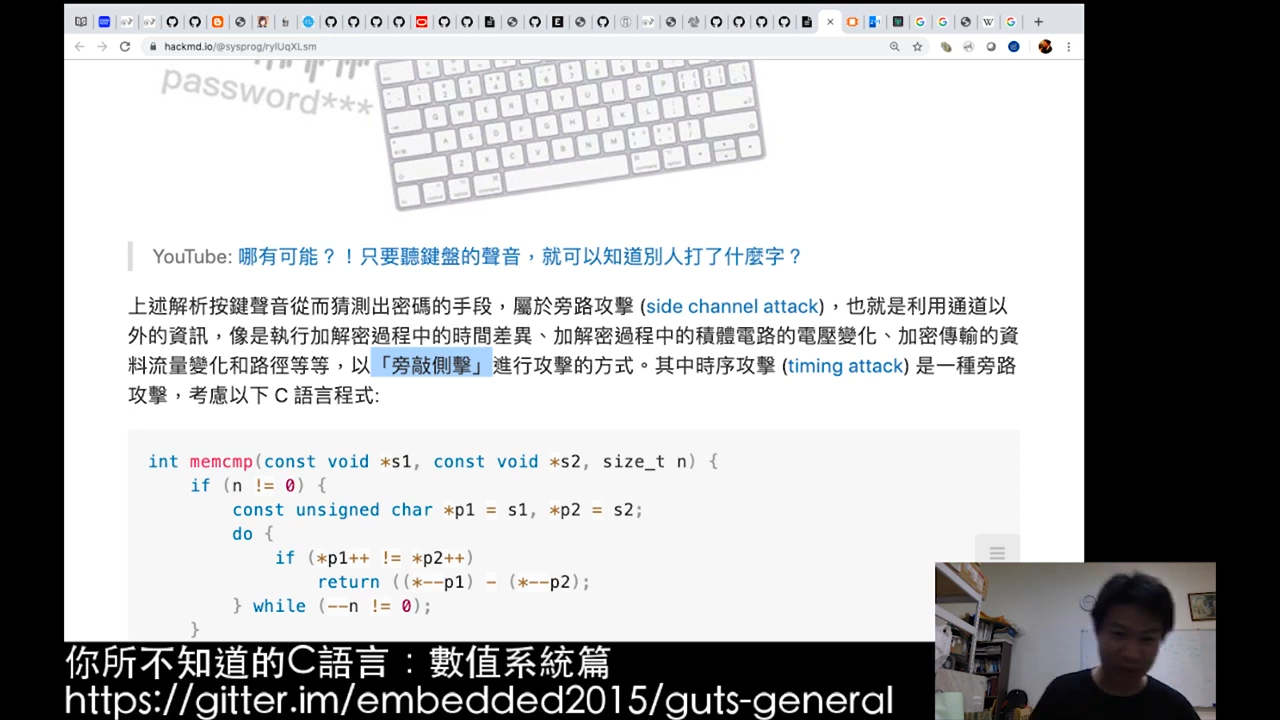 hackmd.io/@sysprog/rylUqXLsm
password***
YouTube: 哪有可能？！只要聽鍵盤的聲音，就可以知道別人打了什麼字？
上述解析按鍵聲音從而猜測出密碼的手段，屬於旁路攻擊 (side channel attack)，也就是利用通道以
外的資訊，像是執行加解密過程中的時間差異、加解密過程中的積體電路的電壓變化、加密傳輸的資
料流量變化和路徑等等，以「旁敲側擊」進行攻擊的方式。其中時序攻擊 (timing attack) 是一種旁路
攻擊，考慮以下 C 語言程式:
int memcmp(const void *s1, const void *s2, size_t n) {
if (n != 0) {
const unsigned char *p1 = s1, *p2 = s2;
do {
if (*p1++ != *p2++)
return ((*--p1) - (*--p2);
} while (--n != 0);
}
你所不知道的C語言：數值系統篇
https://gitter.im/embedded2015/guts-general